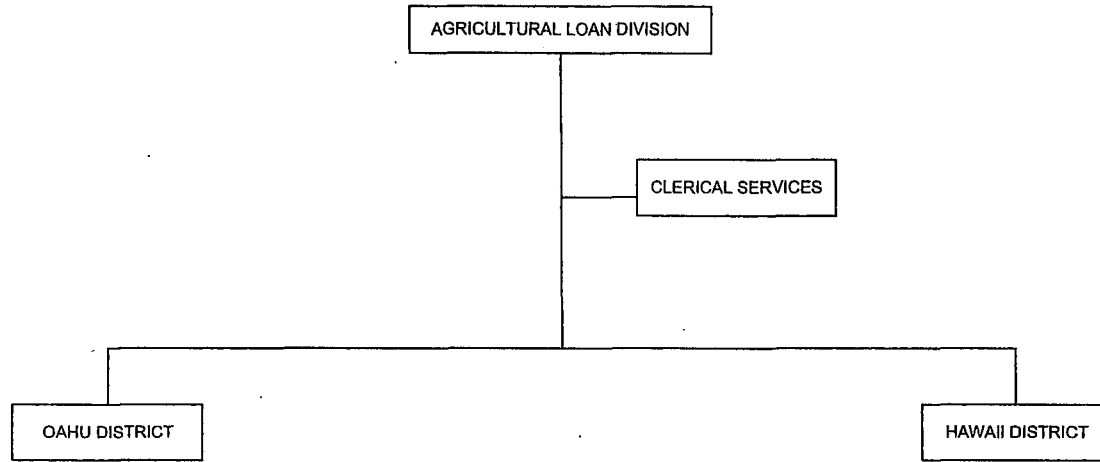 AGRICULTURAL LOAN DIVISION
CLERICAL SERVICES
OAHU DISTRICT
HAWAII DISTRICT